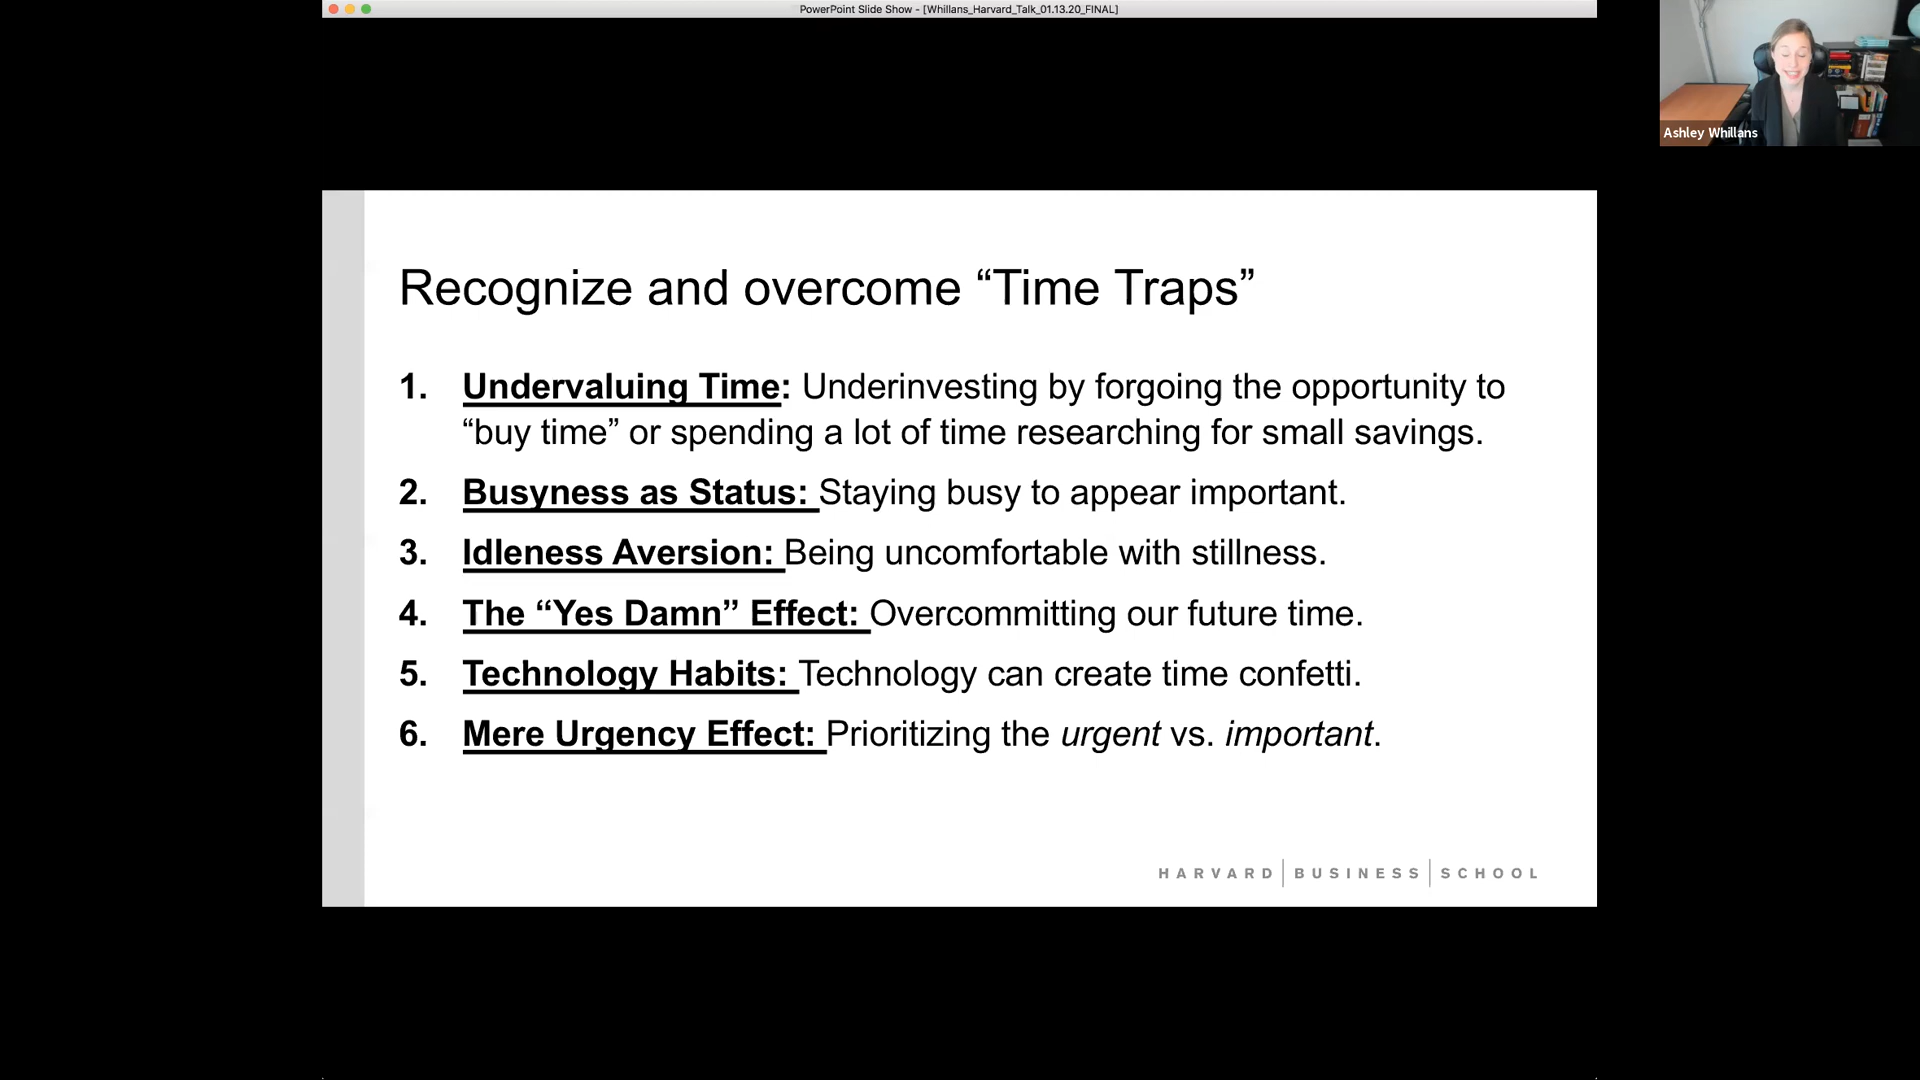 PowerPoint Slide Show - [Whillans_Harvard_Talk_01.13.20_FINAL]
Ashley Whillans
Recognize and overcome “Time Traps”
1. Undervaluing Time: Underinvesting by forgoing the opportunity to
“buy time” or spending a lot of time researching for small savings.
2. Busyness as Status: Staying busy to appear important.
3. Idleness Aversion: Being uncomfortable with stillness.
4. The “Yes Damn” Effect: Overcommitting our future time.
5. Technology Habits: Technology can create time confetti.
6. Mere Urgency Effect: Prioritizing the urgent vs. important.
HARVARD | BUSINESS | SCHOOL